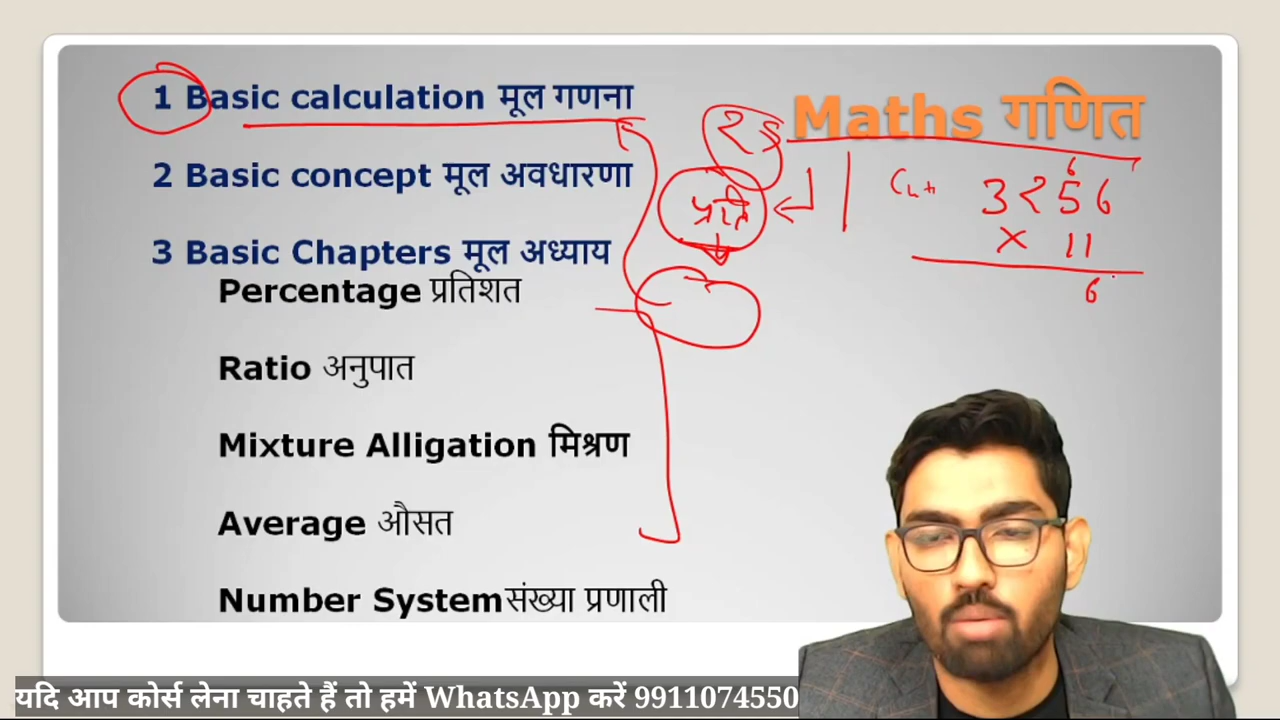 1 Basic calculation मूल गणना
Maths गणित
2 Basic concept मूल अवधारणा
प्रति
6
3256
× 11
6
3 Basic Chapters मूल अध्याय
Percentage प्रतिशत
Ratio अनुपात
Mixture Alligation मिश्रण
Average औसत
Number System संख्या प्रणाली
यदि आप कोर्स लेना चाहते हैं तो हमें WhatsApp करें 9911074550